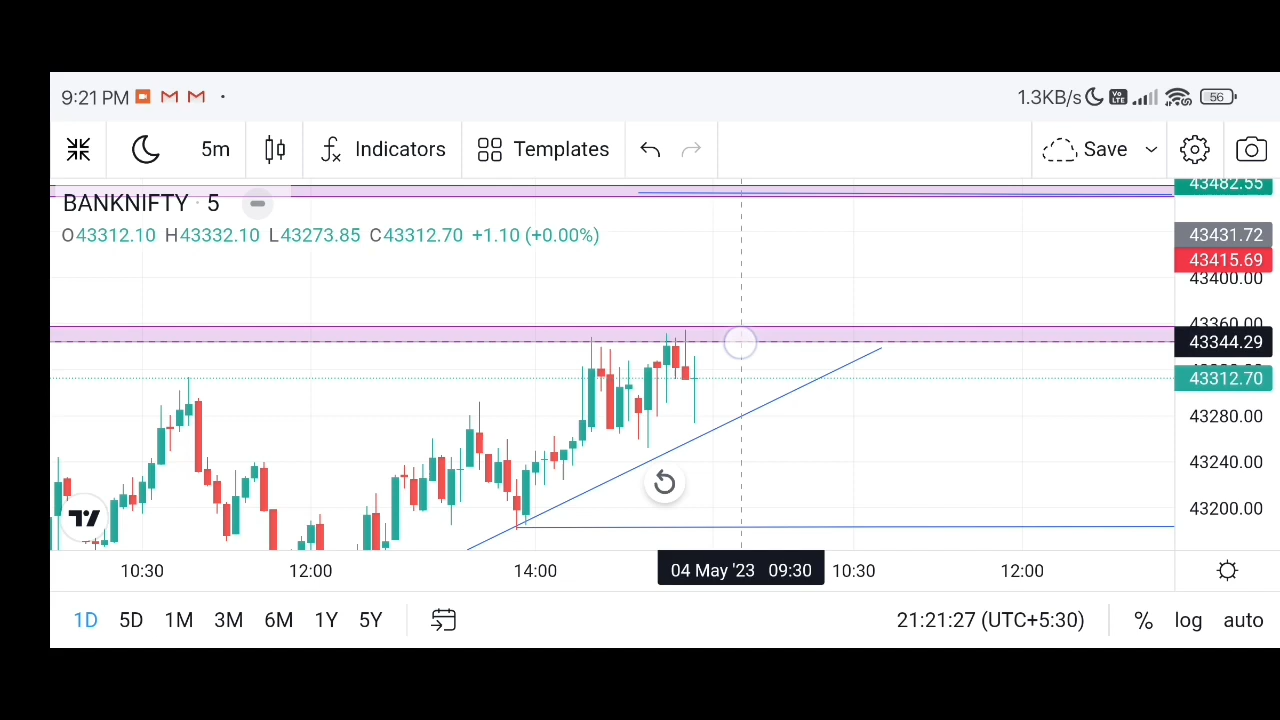 9:21 PM 1.3KB/s Vo LTE 56
5m Indicators Templates Save
43482.55
BANKNIFTY · 5
O43312.10 H43332.10 L43273.85 C43312.70 +1.10 (+0.00%)
43431.72
43415.69
43400.00
43360.00
43344.29
43312.70
43280.00
43240.00
43200.00
10:30 12:00 14:00 04 May '23 09:30 10:30 12:00
1D 5D 1M 3M 6M 1Y 5Y 21:21:27 (UTC+5:30) % log auto